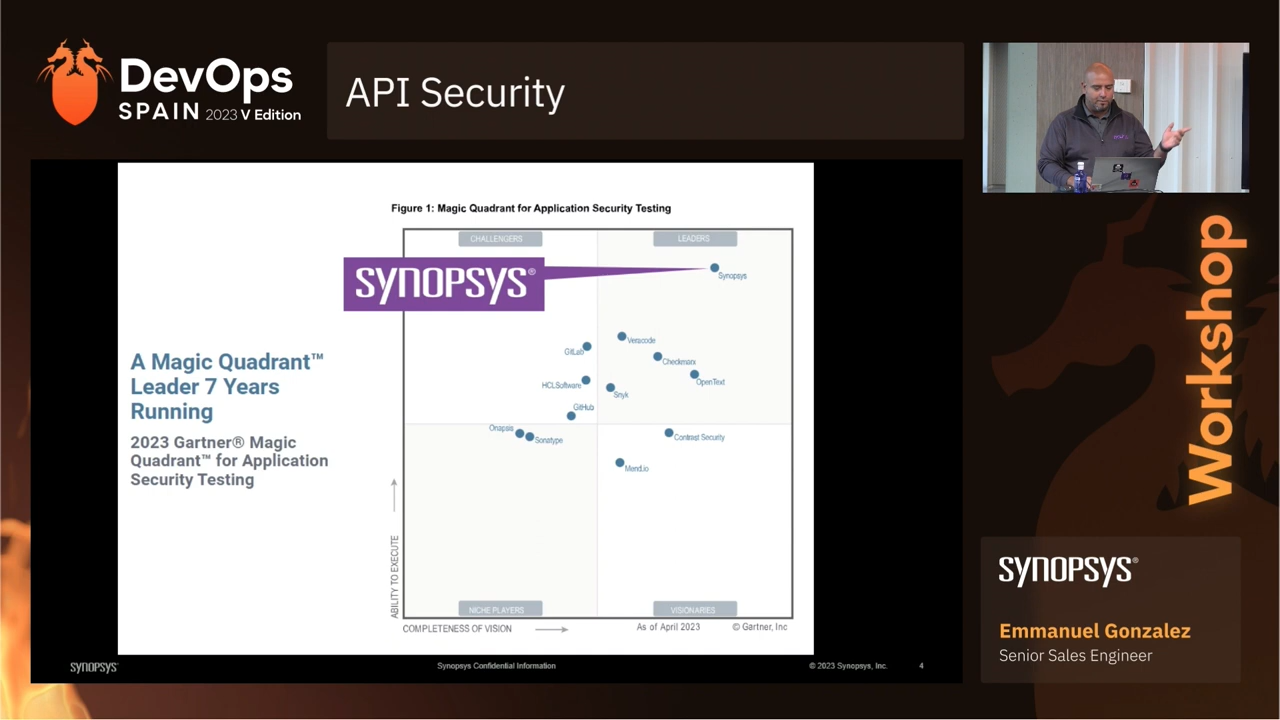 DevOps
SPAIN 2023 V Edition
API Security
Figure 1: Magic Quadrant for Application Security Testing
CHALLENGERS
LEADERS
SYNOPSYS®
Synopsys
Veracode
GitLab
Checkmarx
OpenText
HCLSoftware
Snyk
GitHub
Onapsis
Sonatype
Contrast Security
Mend.io
A Magic Quadrant™
Leader 7 Years
Running
2023 Gartner® Magic
Quadrant™ for Application
Security Testing
ABILITY TO EXECUTE
NICHE PLAYERS
VISIONARIES
COMPLETENESS OF VISION
As of April 2023
© Gartner, Inc
SYNOPSYS
Synopsys Confidential Information
© 2023 Synopsys, Inc.
4
Workshop
SYNOPSYS®
Emmanuel Gonzalez
Senior Sales Engineer